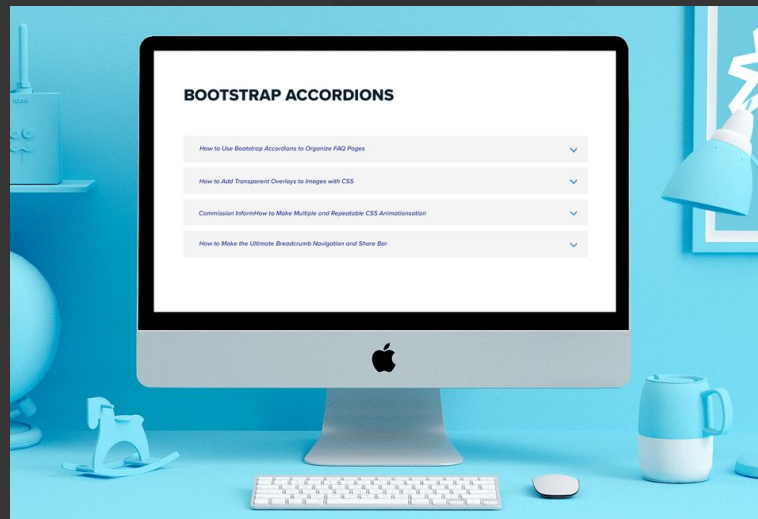 BOOTSTRAP ACCORDIONS
How to Use Bootstrap Accordions to Organize FAQ Pages
How to Add Transparent Overlays to Images with CSS
Commission InformHow to Make Multiple and Repeatable CSS Animationsation
How to Make the Ultimate Breadcrumb Navigation and Share Bar